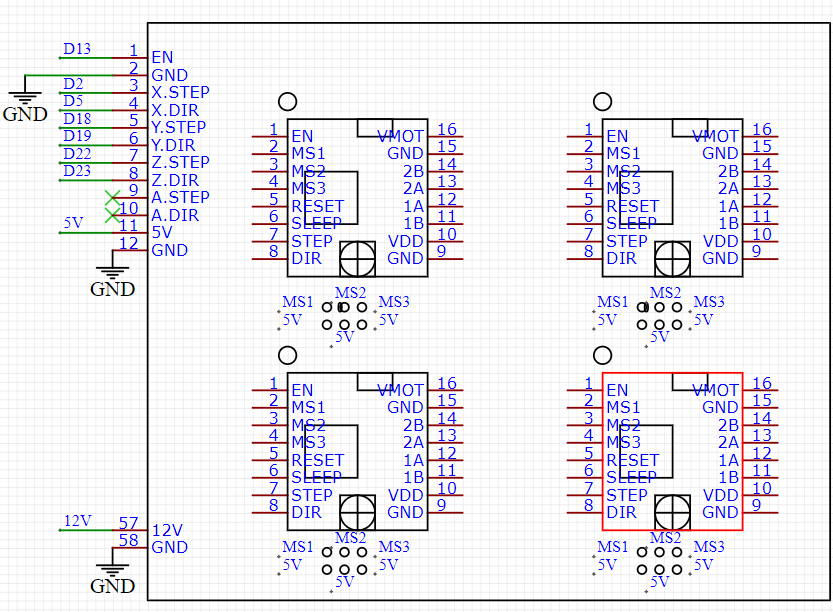 D13 1 EN
2 GND
GND
D2 3 X.STEP
D5 4 X.DIR
D18 5 Y.STEP
D19 6 Y.DIR
D22 7 Z.STEP
D23 8 Z.DIR
9 A.STEP
10 A.DIR
5V 11 5V
12 GND
GND
12V 57 12V
58 GND
GND
1 EN VMOT 16
2 MS1 GND 15
3 MS2 2B 14
4 MS3 2A 13
5 RESET 1A 12
6 SLEEP 1B 11
7 STEP VDD 10
8 DIR GND 9
MS1 MS2 MS3
5V 5V 5V
1 EN VMOT 16
2 MS1 GND 15
3 MS2 2B 14
4 MS3 2A 13
5 RESET 1A 12
6 SLEEP 1B 11
7 STEP VDD 10
8 DIR GND 9
MS1 MS2 MS3
5V 5V 5V
1 EN VMOT 16
2 MS1 GND 15
3 MS2 2B 14
4 MS3 2A 13
5 RESET 1A 12
6 SLEEP 1B 11
7 STEP VDD 10
8 DIR GND 9
MS1 MS2 MS3
5V 5V 5V
1 EN VMOT 16
2 MS1 GND 15
3 MS2 2B 14
4 MS3 2A 13
5 RESET 1A 12
6 SLEEP 1B 11
7 STEP VDD 10
8 DIR GND 9
MS1 MS2 MS3
5V 5V 5V